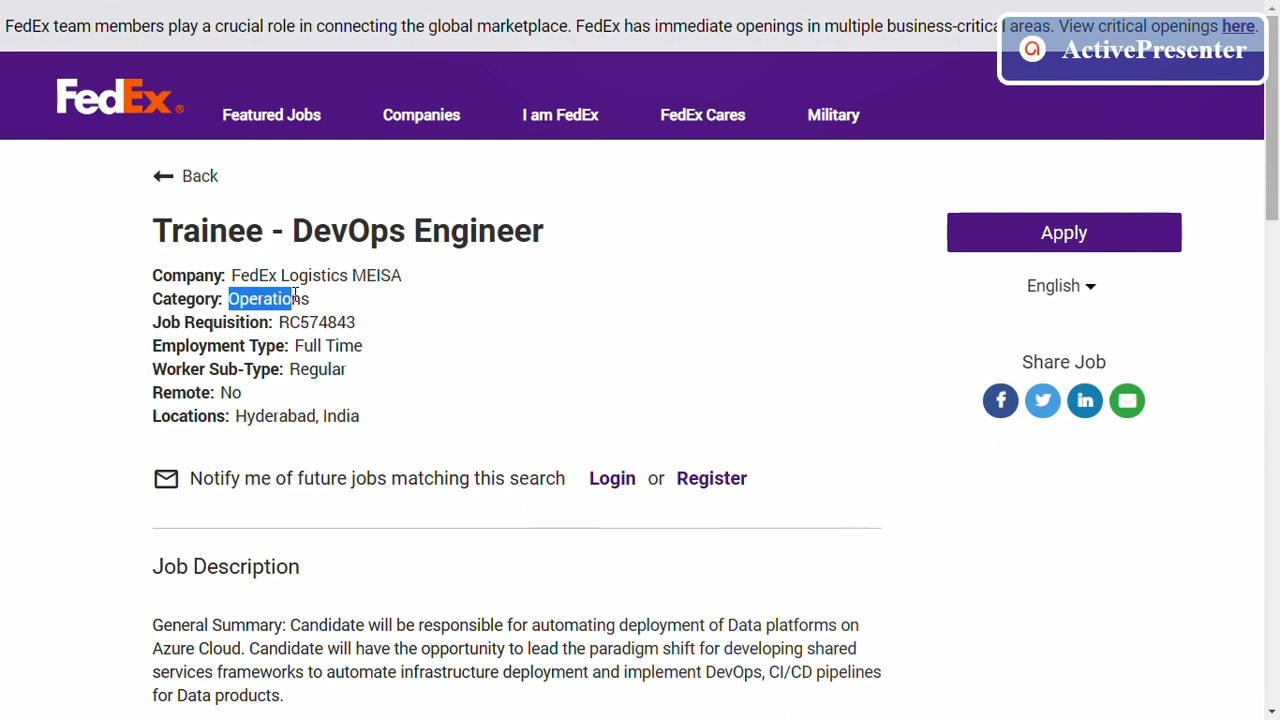 FedEx team members play a crucial role in connecting the global marketplace. FedEx has immediate openings in multiple business-critical areas. View critical openings here.
ActivePresenter
FedEx®
Featured Jobs Companies I am FedEx FedEx Cares Military
Back
Trainee - DevOps Engineer
Apply
Company: FedEx Logistics MEISA
English
Category: Operations
Job Requisition: RC574843
Employment Type: Full Time
Share Job
Worker Sub-Type: Regular
Remote: No
Locations: Hyderabad, India
Notify me of future jobs matching this search Login or Register
Job Description
General Summary: Candidate will be responsible for automating deployment of Data platforms on
Azure Cloud. Candidate will have the opportunity to lead the paradigm shift for developing shared
services frameworks to automate infrastructure deployment and implement DevOps, CI/CD pipelines
for Data products.